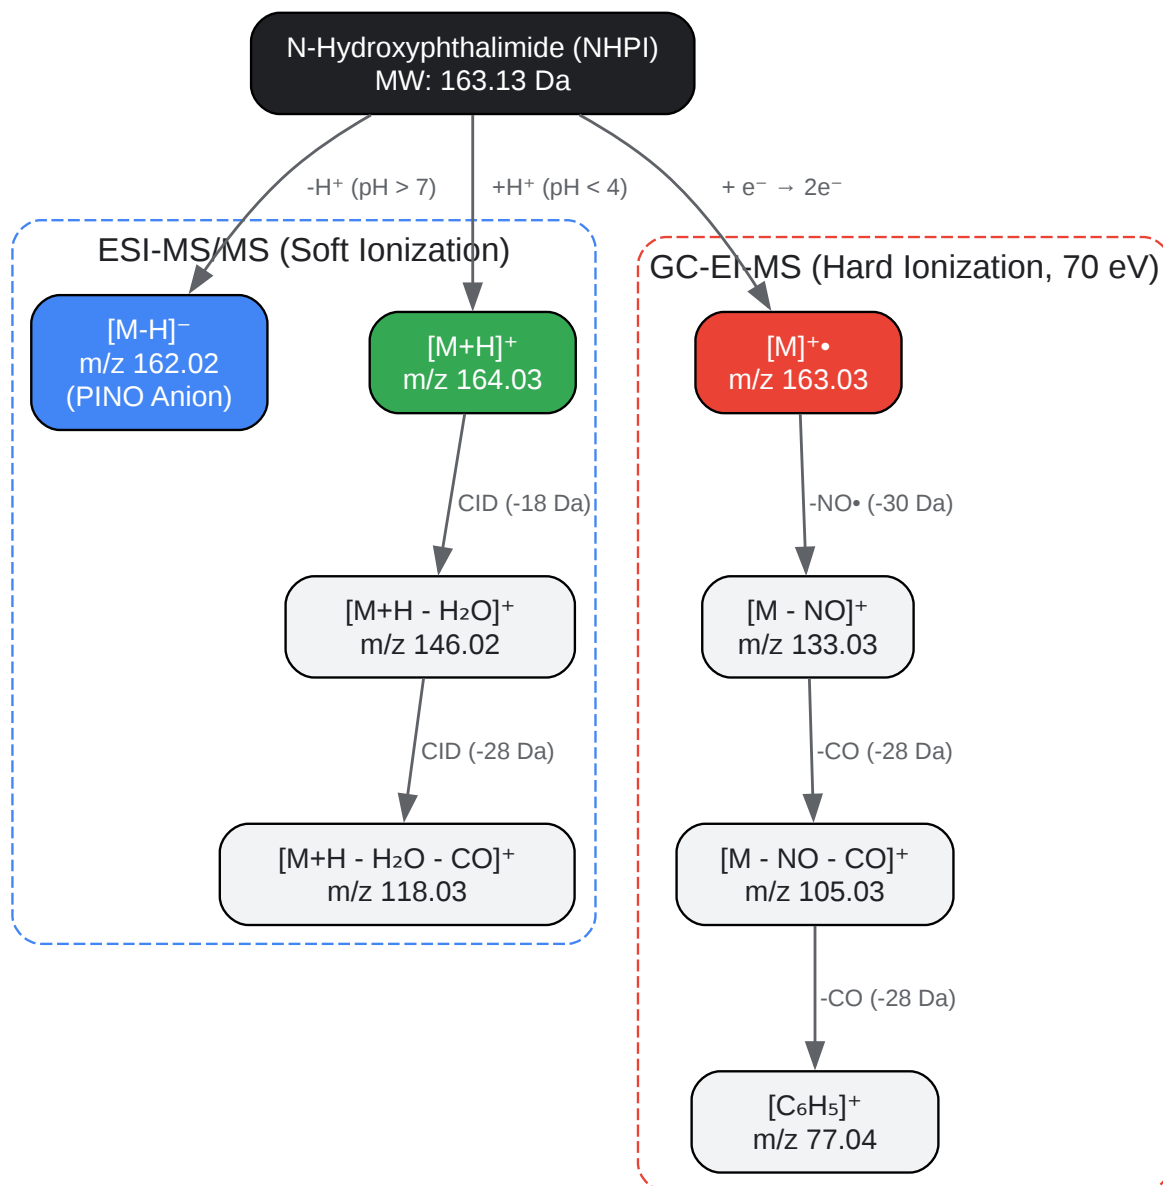 N-Hydroxyphthalimide (NHPI)
MW: 163.13 Da
-H⁺ (pH > 7)
+H⁺ (pH < 4)
+ e⁻ → 2e⁻
ESI-MS/MS (Soft Ionization)
GC-EI-MS (Hard Ionization, 70 eV)
[M-H]⁻
m/z 162.02
(PINO Anion)
[M+H]⁺
m/z 164.03
[M]⁺•
m/z 163.03
CID (-18 Da)
-NO• (-30 Da)
[M+H - H₂O]⁺
m/z 146.02
[M - NO]⁺
m/z 133.03
CID (-28 Da)
-CO (-28 Da)
[M+H - H₂O - CO]⁺
m/z 118.03
[M - NO - CO]⁺
m/z 105.03
-CO (-28 Da)
[C₆H₅]⁺
m/z 77.04